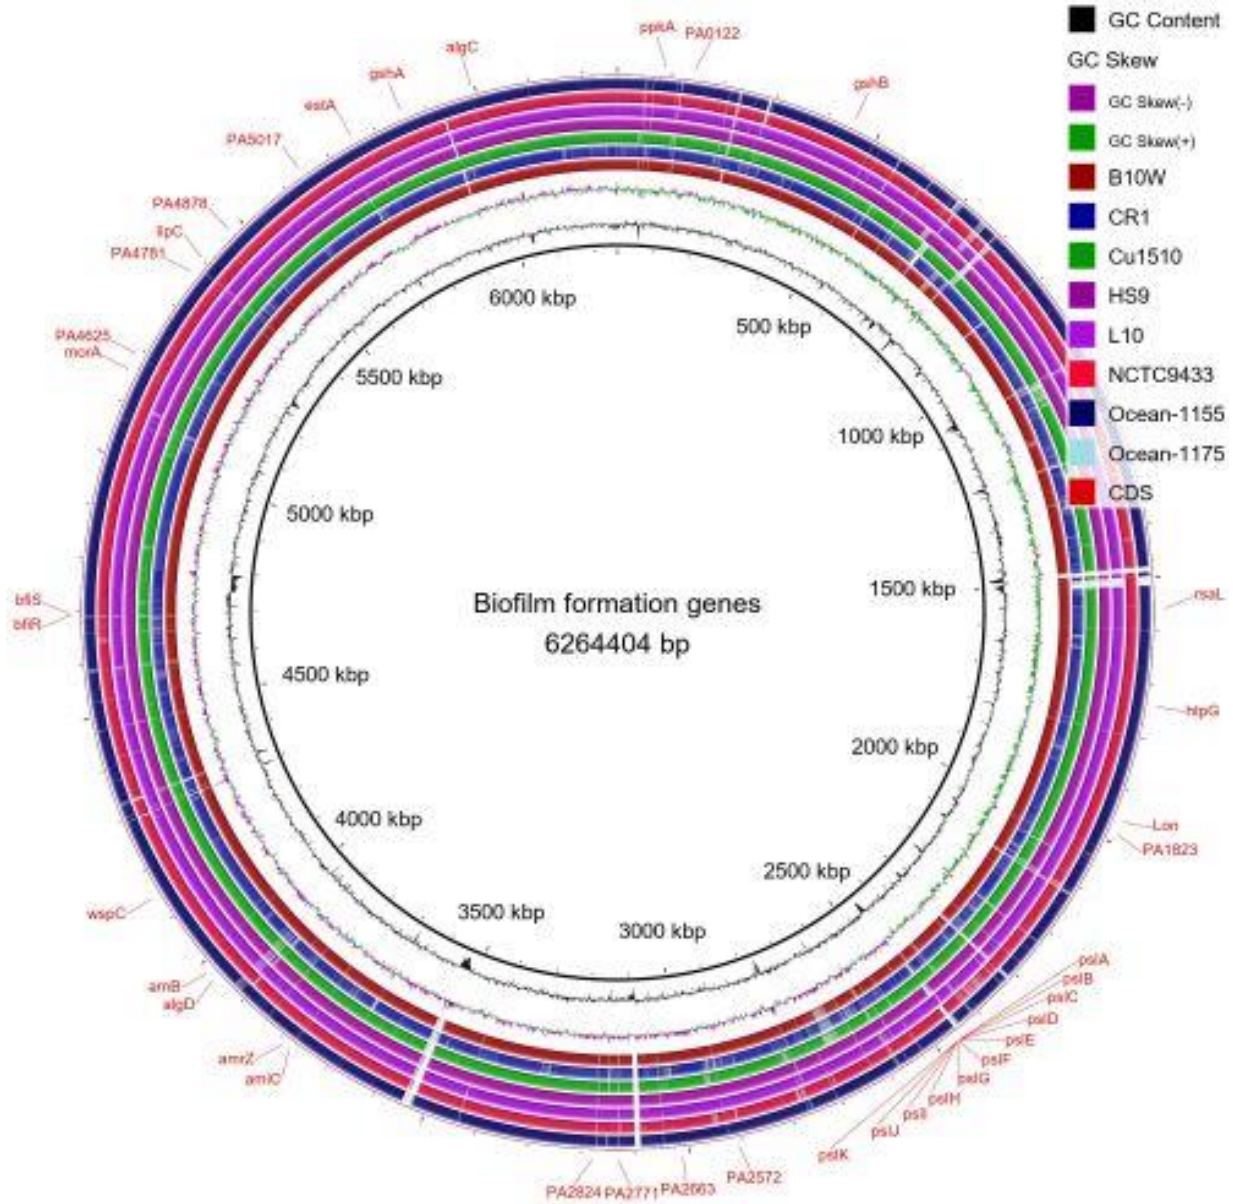 GC Content
GC Skew
GC Skew(-)
GC Skew(+)
B10W
CR1
Cu1510
HS9
L10
NCTC9433
Ocean-1155
Ocean-1175
CDS
ppkA
PA0122
gshB
rsaL
hlpG
Lon
PA1823
pslA
pslB
pslC
pslD
pslE
pslF
pslG
pslH
pslI
pslJ
pslK
PA2572
PA2663
PA2771
PA2824
amiC
amrZ
algD
arnB
wspC
bfiR
bfiS
morA
PA4625
PA4781
lipC
PA4878
PA5017
estA
gshA
algC
500 kbp
1000 kbp
1500 kbp
2000 kbp
2500 kbp
3000 kbp
3500 kbp
4000 kbp
4500 kbp
5000 kbp
5500 kbp
6000 kbp
Biofilm formation genes
6264404 bp